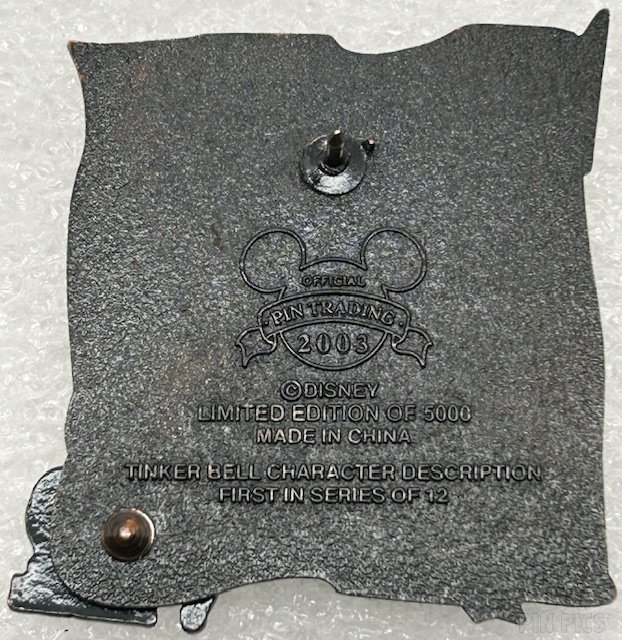 OFFICIAL
PIN TRADING
2003
©DISNEY
LIMITED EDITION OF 5000
MADE IN CHINA
TINKER BELL CHARACTER DESCRIPTION
FIRST IN SERIES OF 12
PIN PICS